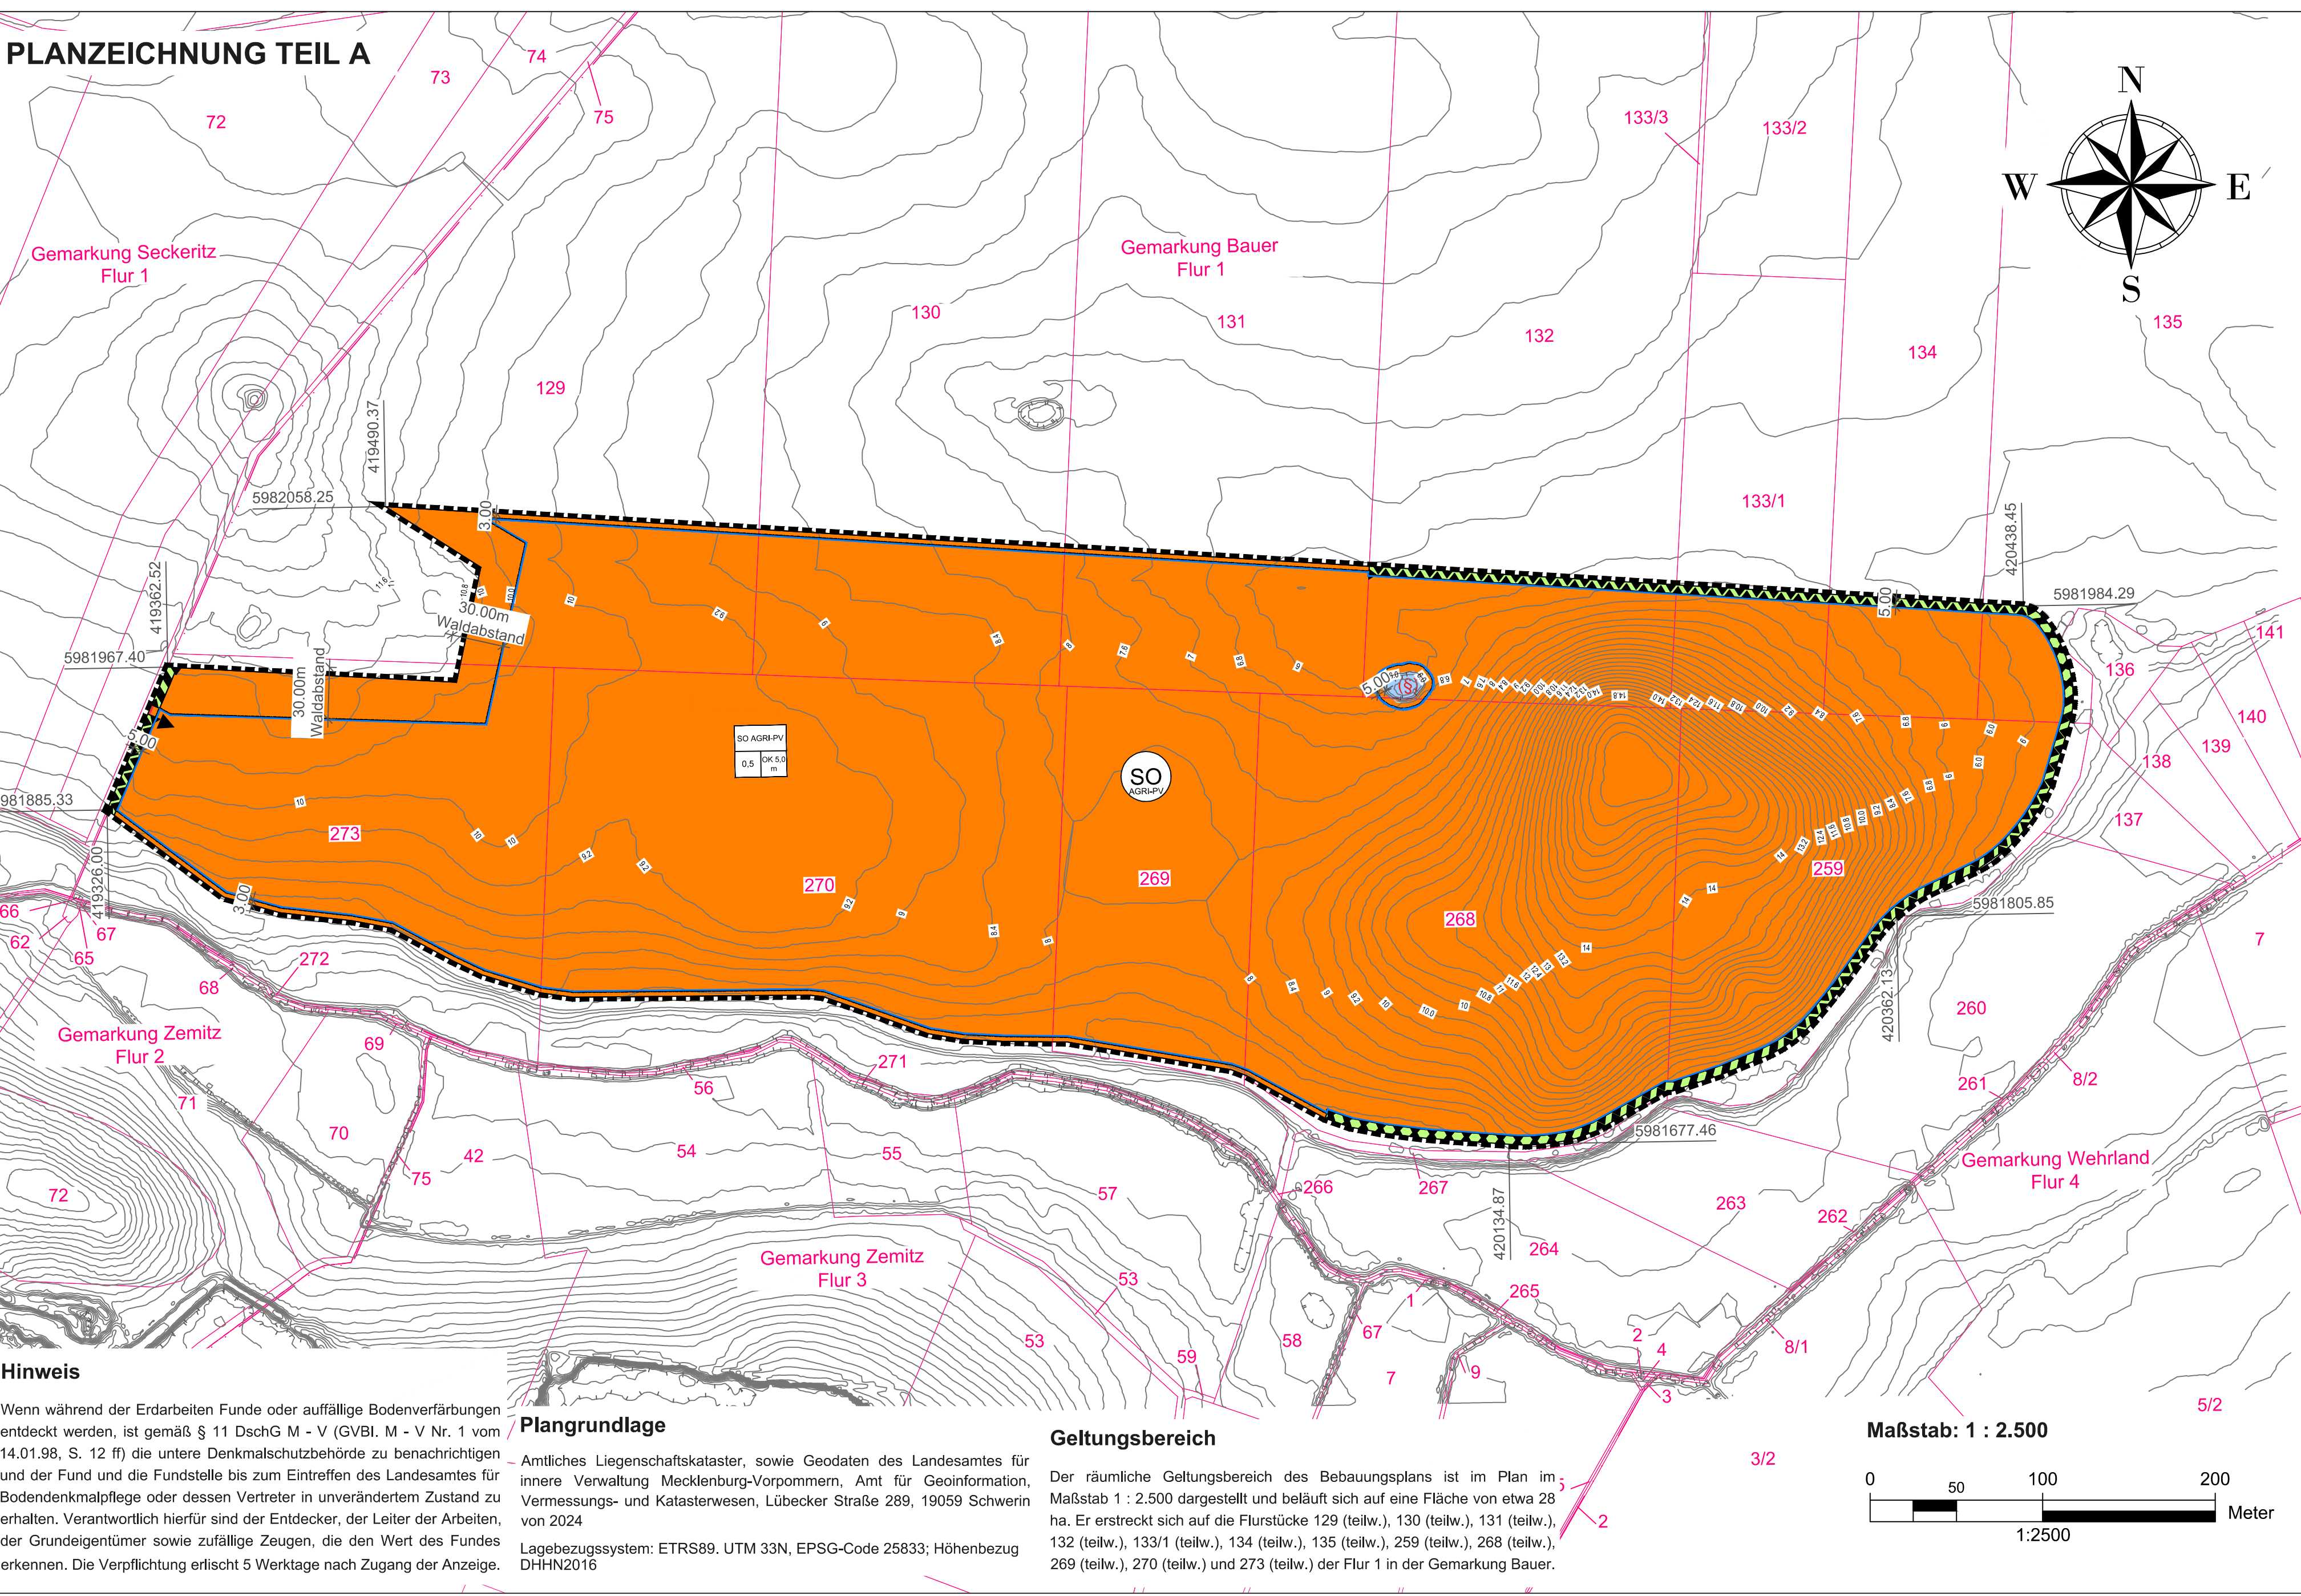 PLANZEICHNUNG TEIL A
72
73
74
75
133/3
133/2
N
W
E
S
Gemarkung Seckeritz
Flur 1
Gemarkung Bauer
Flur 1
129
130
131
132
134
135
133/1
419490.37
5982058.25
3.00
419362.52
5981967.40
30.00m
Waldabstand
30.00m
Waldabstand
11.6
10.8
10
10.0
5.00
981885.33
419326.00
3.00
420438.45
5981984.29
5.00
5.00
§
SO AGRI-PV
0,5
OK 5,0
m
SO
AGRI-PV
273
270
269
268
259
141
136
140
139
138
137
5981805.85
420362.13
260
7
66
62
67
65
68
272
Gemarkung Zemitz
Flur 2
69
71
70
75
42
72
56
271
54
55
57
266
267
5981677.46
420134.87
264
263
262
261
8/2
Gemarkung Wehrland
Flur 4
Gemarkung Zemitz
Flur 3
53
53
59
58
67
1
265
7
9
2
4
3
8/1
5/2
3/2
2
Hinweis
Wenn während der Erdarbeiten Funde oder auffällige Bodenverfärbungen
entdeckt werden, ist gemäß § 11 DschG M - V (GVBl. M - V Nr. 1 vom
14.01.98, S. 12 ff) die untere Denkmalschutzbehörde zu benachrichtigen
und der Fund und die Fundstelle bis zum Eintreffen des Landesamtes für
Bodendenkmalpflege oder dessen Vertreter in unverändertem Zustand zu
erhalten. Verantwortlich hierfür sind der Entdecker, der Leiter der Arbeiten,
der Grundeigentümer sowie zufällige Zeugen, die den Wert des Fundes
erkennen. Die Verpflichtung erlischt 5 Werktage nach Zugang der Anzeige.
Plangrundlage
Amtliches Liegenschaftskataster, sowie Geodaten des Landesamtes für
innere Verwaltung Mecklenburg-Vorpommern, Amt für Geoinformation,
Vermessungs- und Katasterwesen, Lübecker Straße 289, 19059 Schwerin
von 2024
Lagebezugssystem: ETRS89. UTM 33N, EPSG-Code 25833; Höhenbezug
DHHN2016
Geltungsbereich
Der räumliche Geltungsbereich des Bebauungsplans ist im Plan im
Maßstab 1 : 2.500 dargestellt und beläuft sich auf eine Fläche von etwa 28
ha. Er erstreckt sich auf die Flurstücke 129 (teilw.), 130 (teilw.), 131 (teilw.),
132 (teilw.), 133/1 (teilw.), 134 (teilw.), 135 (teilw.), 259 (teilw.), 268 (teilw.),
269 (teilw.), 270 (teilw.) und 273 (teilw.) der Flur 1 in der Gemarkung Bauer.
Maßstab: 1 : 2.500
0
50
100
200
Meter
1:2500